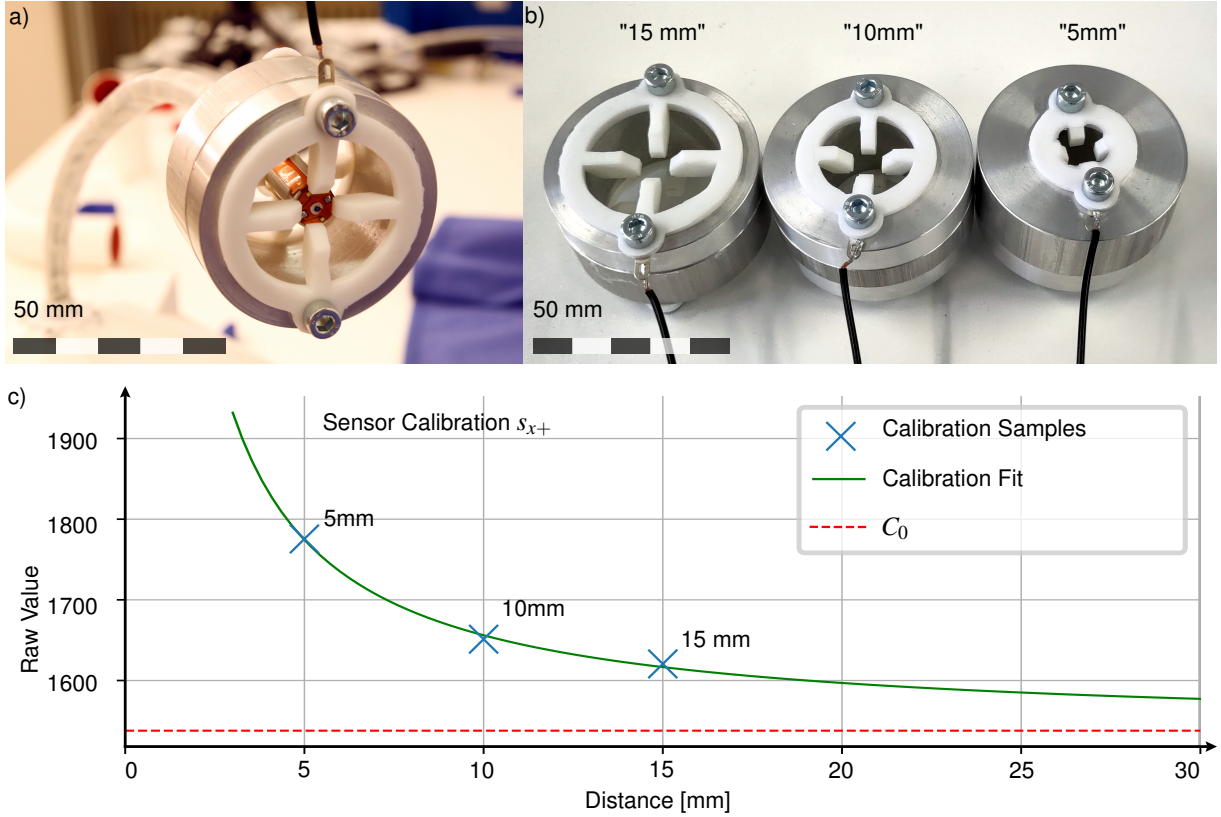 a)
50 mm
b)
"15 mm"
"10mm"
"5mm"
50 mm
c)
Sensor Calibration s_{x+}
Calibration Samples
Calibration Fit
C_0
1900
1800
1700
1600
Raw Value
5mm
10mm
15 mm
0
5
10
15
20
25
30
Distance [mm]